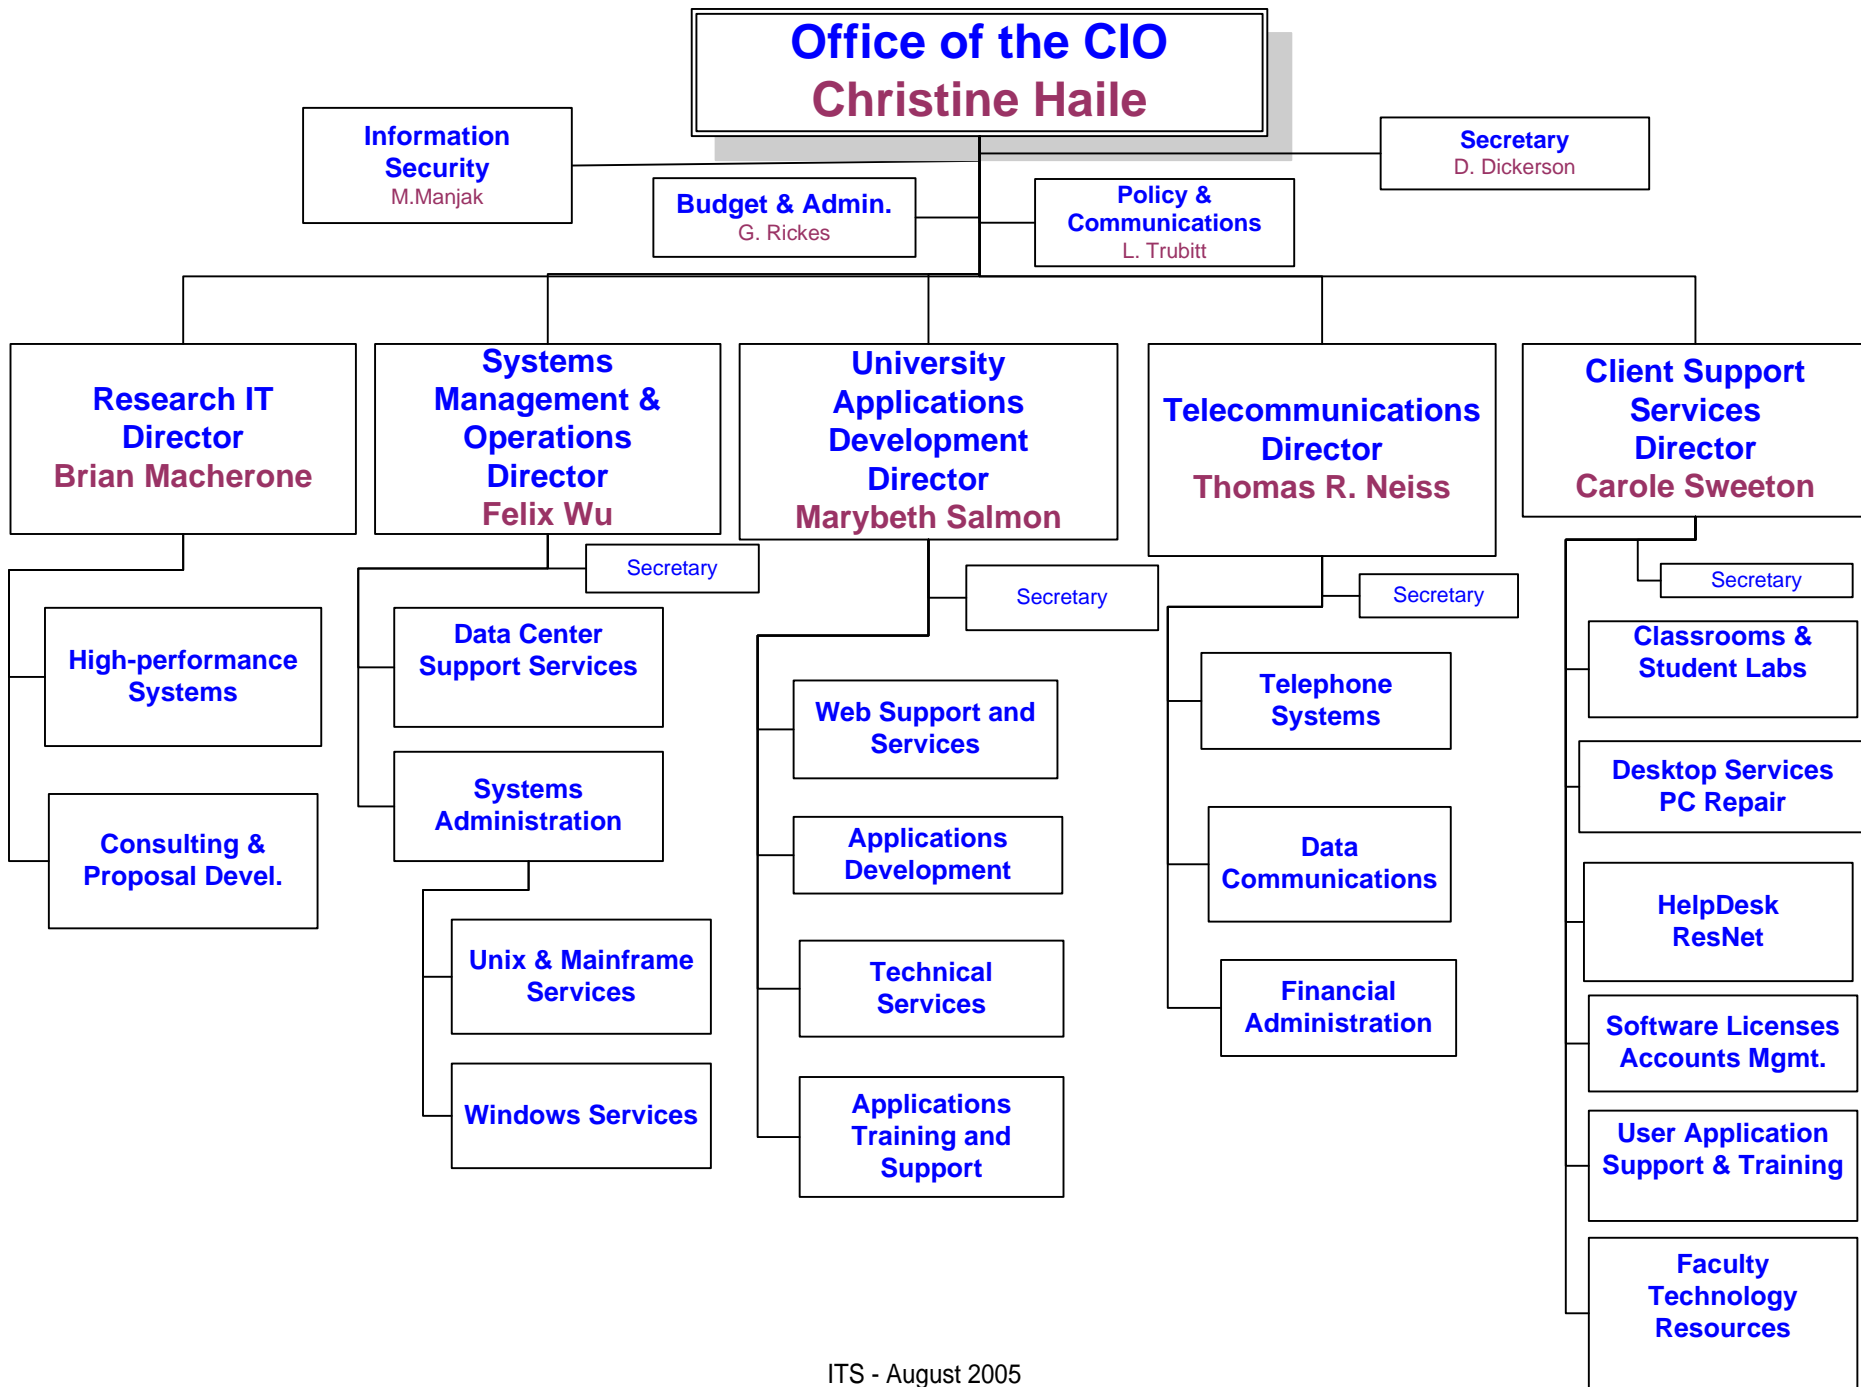 Office of the CIO
Christine Haile
Information
Security
M.Manjak
Secretary
D. Dickerson
Budget & Admin.
G. Rickes
Policy &
Communications
L. Trubitt
Research IT
Director
Brian Macherone
Systems
Management &
Operations
Director
Felix Wu
University
Applications
Development
Director
Marybeth Salmon
Telecommunications
Director
Thomas R. Neiss
Client Support
Services
Director
Carole Sweeton
High-performance
Systems
Consulting &
Proposal Devel.
Secretary
Data Center
Support Services
Systems
Administration
Unix & Mainframe
Services
Windows Services
Secretary
Web Support and
Services
Applications
Development
Technical
Services
Applications
Training and
Support
Secretary
Telephone
Systems
Data
Communications
Financial
Administration
Secretary
Classrooms &
Student Labs
Desktop Services
PC Repair
HelpDesk
ResNet
Software Licenses
Accounts Mgmt.
User Application
Support & Training
Faculty
Technology
Resources
ITS - August 2005